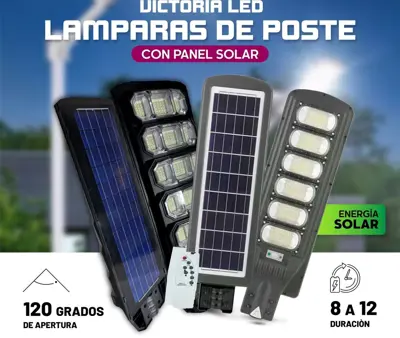 VICTORIA LED
LAMPARAS DE POSTE
CON PANEL SOLAR
ENERGÍA
SOLAR
120 GRADOS
DE APERTURA
8 A 12
DURACIÓN